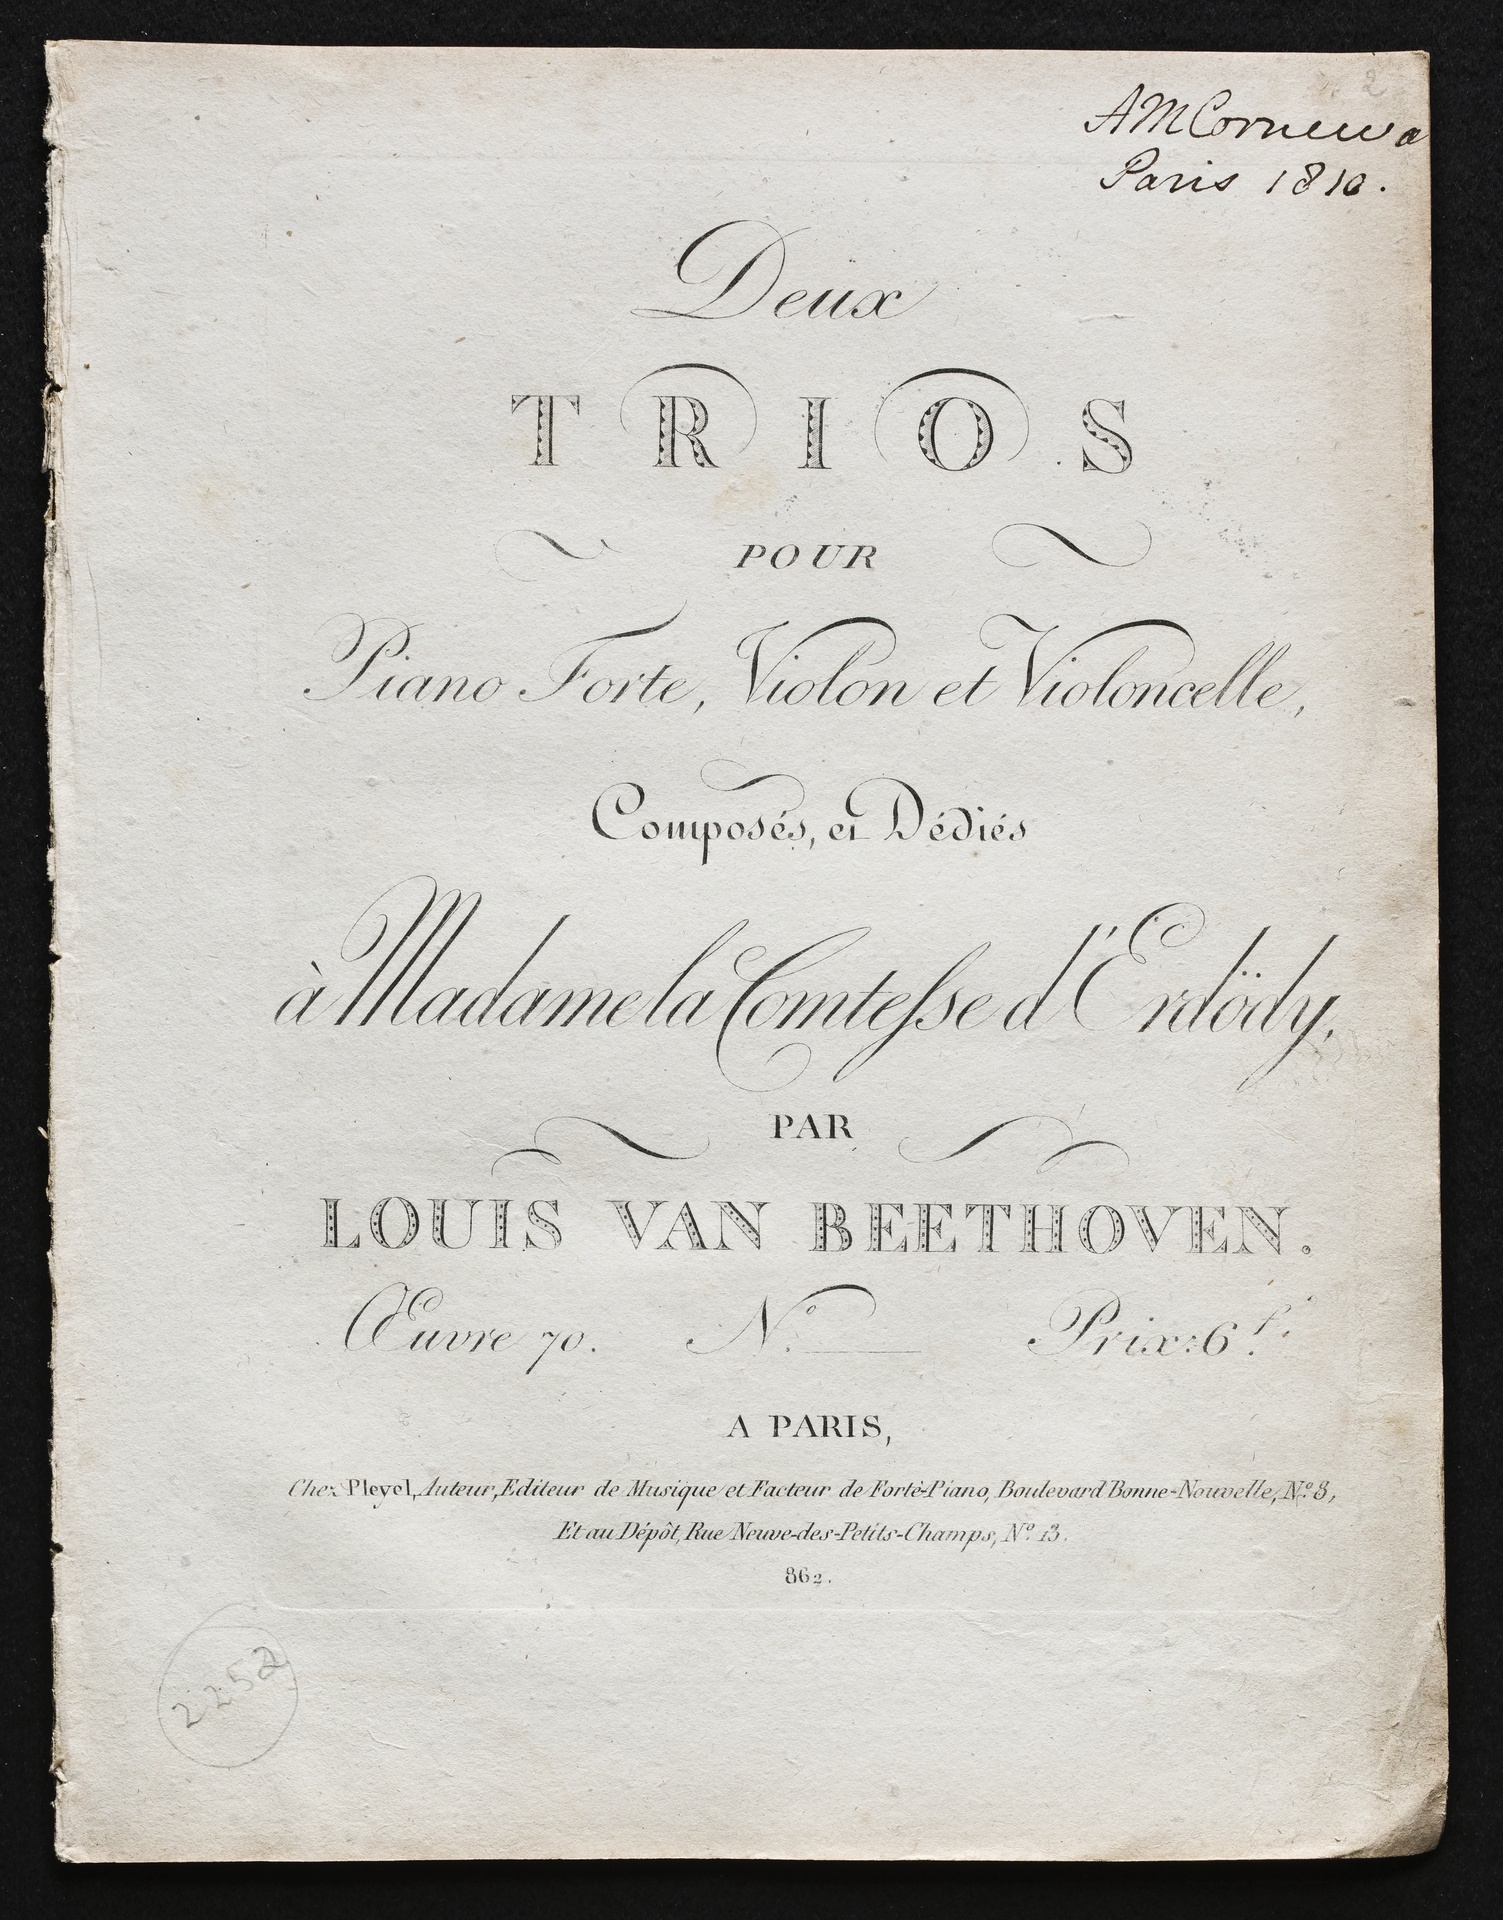 2
Paris 1810.
Deux
TRIOS
POUR
Piano Forte, Violon et Violoncelle,
Composés, et Dédiés
à Madame la Comtesse d'Erdödy,
PAR
LOUIS VAN BEETHOVEN.
Œuvre 70. N.º Prix: 6.f
A PARIS,
Chez Pleyel, Auteur, Editeur de Musique et Facteur de Forté-Piano, Boulevard Bonne-Nouvelle, N.º 8,
Et au Dépôt, Rue Neuve-des-Petits-Champs, N.º 13.
862.
2252